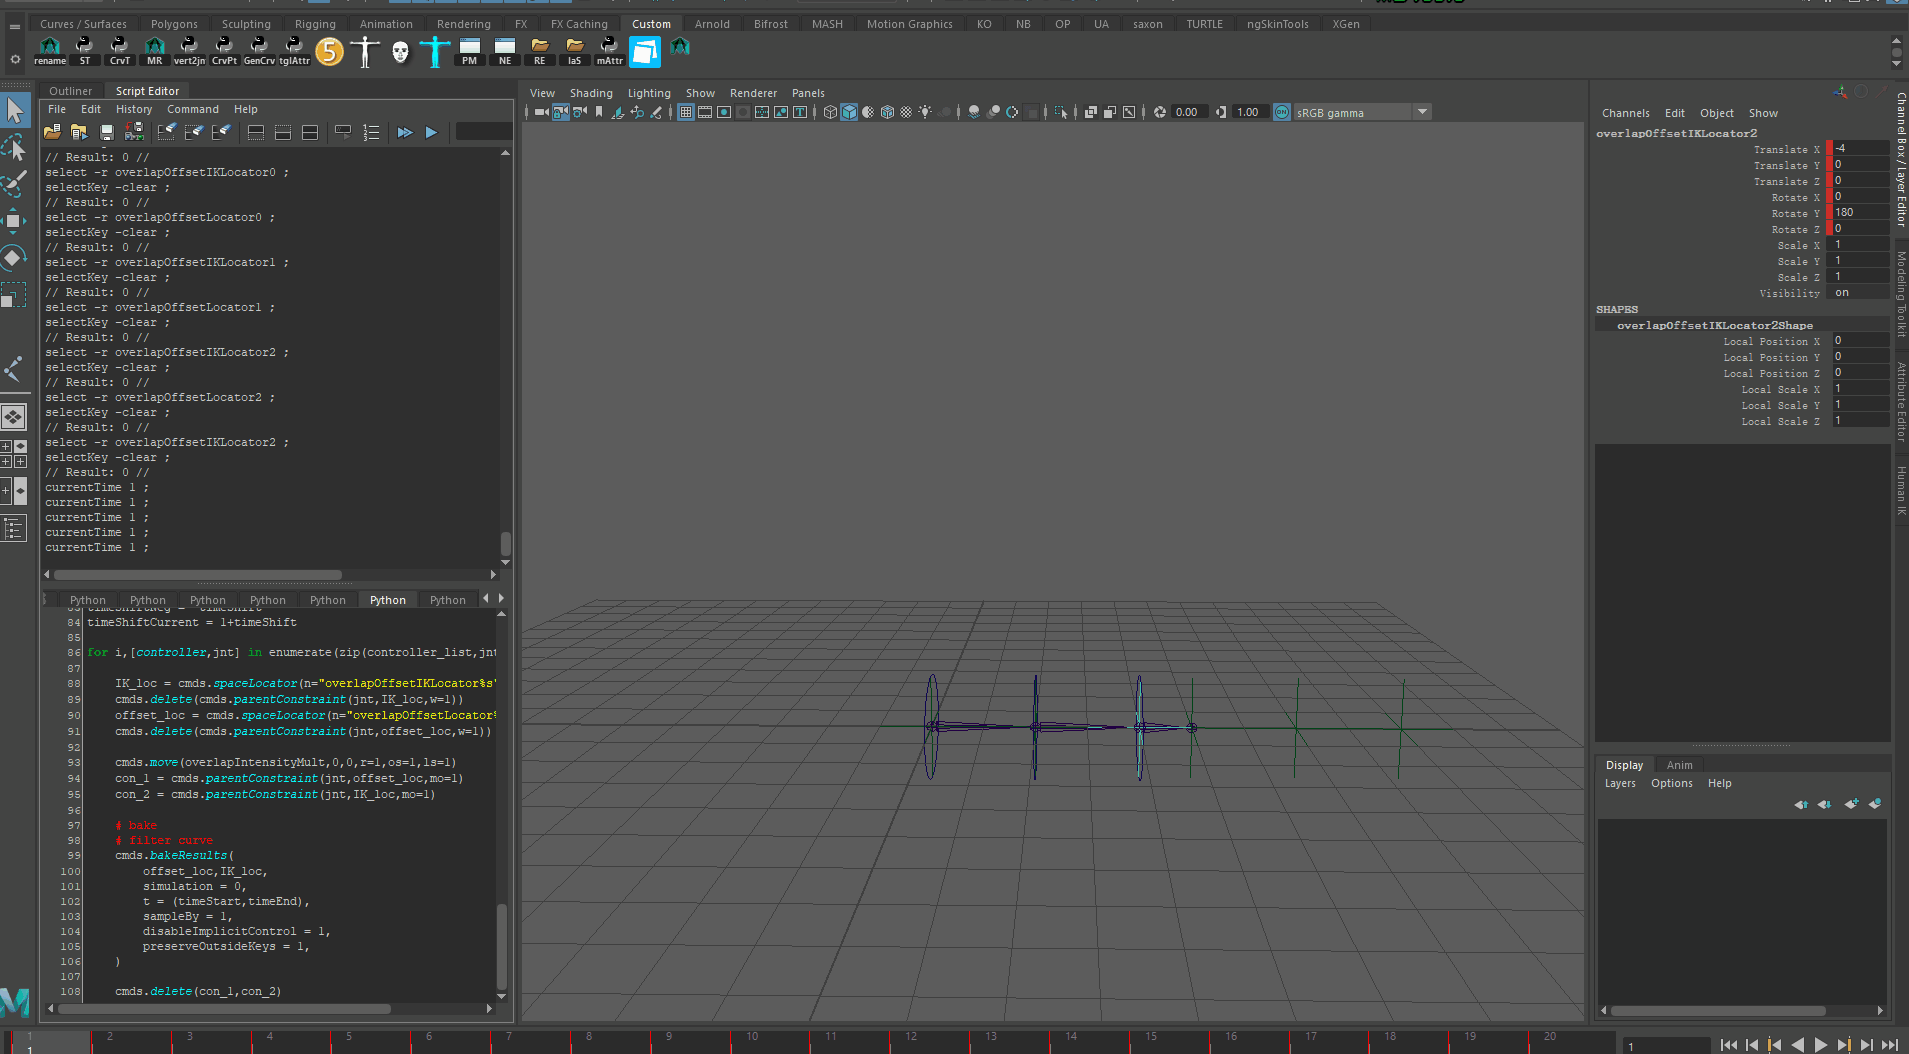 Curves / Surfaces Polygons Sculpting Rigging Animation Rendering FX FX Caching Custom Arnold Bifrost MASH Motion Graphics KO NB OP UA saxon TURTLE ngSkinTools XGen
rename ST CrvT MR vert2jn CrvPt GenCrv tglAttr 5 PM NE RE laS mAttr
Outliner Script Editor
File Edit History Command Help
// Result: 0 //
select -r overlapOffsetIKLocator0 ;
selectKey -clear ;
// Result: 0 //
select -r overlapOffsetLocator0 ;
selectKey -clear ;
// Result: 0 //
select -r overlapOffsetIKLocator1 ;
selectKey -clear ;
// Result: 0 //
select -r overlapOffsetLocator1 ;
selectKey -clear ;
// Result: 0 //
select -r overlapOffsetIKLocator2 ;
selectKey -clear ;
// Result: 0 //
select -r overlapOffsetLocator2 ;
selectKey -clear ;
// Result: 0 //
select -r overlapOffsetIKLocator2 ;
selectKey -clear ;
// Result: 0 //
currentTime 1 ;
currentTime 1 ;
currentTime 1 ;
currentTime 1 ;
currentTime 1 ;
Python Python Python Python Python Python Python
84 timeShiftCurrent = 1+timeShift
85
86 for i,[controller,jnt] in enumerate(zip(controller_list,jnt
87
88 IK_loc = cmds.spaceLocator(n="overlapOffsetIKLocator%s"
89 cmds.delete(cmds.parentConstraint(jnt,IK_loc,w=1))
90 offset_loc = cmds.spaceLocator(n="overlapOffsetLocator%
91 cmds.delete(cmds.parentConstraint(jnt,offset_loc,w=1))
92
93 cmds.move(overlapIntensityMult,0,0,r=1,os=1,ls=1)
94 con_1 = cmds.parentConstraint(jnt,offset_loc,mo=1)
95 con_2 = cmds.parentConstraint(jnt,IK_loc,mo=1)
96
97 # bake
98 # filter curve
99 cmds.bakeResults(
100 offset_loc,IK_loc,
101 simulation = 0,
102 t = (timeStart,timeEnd),
103 sampleBy = 1,
104 disableImplicitControl = 1,
105 preserveOutsideKeys = 1,
106 )
107
108 cmds.delete(con_1,con_2)
View Shading Lighting Show Renderer Panels
0.00 1.00 ON sRGB gamma
Channels Edit Object Show
overlapOffsetIKLocator2
Translate X -4
Translate Y 0
Translate Z 0
Rotate X 0
Rotate Y 180
Rotate Z 0
Scale X 1
Scale Y 1
Scale Z 1
Visibility on
SHAPES
overlapOffsetIKLocator2Shape
Local Position X 0
Local Position Y 0
Local Position Z 0
Local Scale X 1
Local Scale Y 1
Local Scale Z 1
Display Anim
Layers Options Help
Channel Box / Layer Editor
Modeling Toolkit
Attribute Editor
Human IK
1 2 3 4 5 6 7 8 9 10 11 12 13 14 15 16 17 18 19 20
1
1